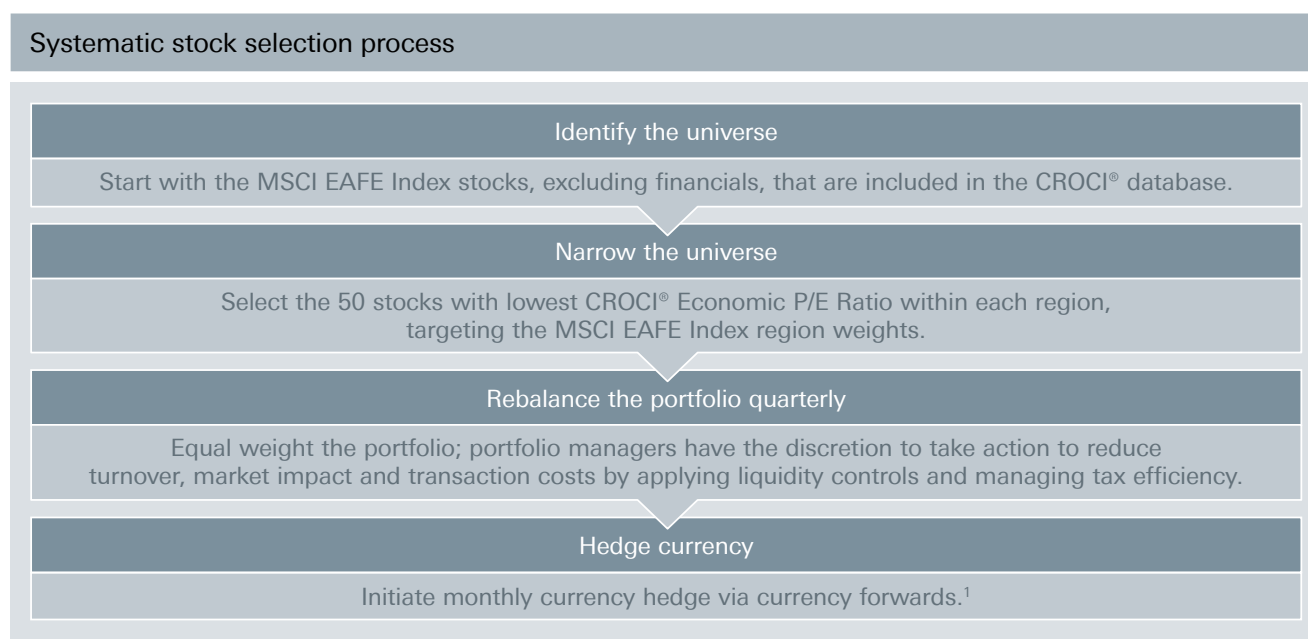 Systematic stock selection process
Identify the universe
Start with the MSCI EAFE Index stocks, excluding financials, that are included in the CROCI® database.
Narrow the universe
Select the 50 stocks with lowest CROCI® Economic P/E Ratio within each region,
targeting the MSCI EAFE Index region weights.
Rebalance the portfolio quarterly
Equal weight the portfolio; portfolio managers have the discretion to take action to reduce
turnover, market impact and transaction costs by applying liquidity controls and managing tax efficiency.
Hedge currency
Initiate monthly currency hedge via currency forwards.¹